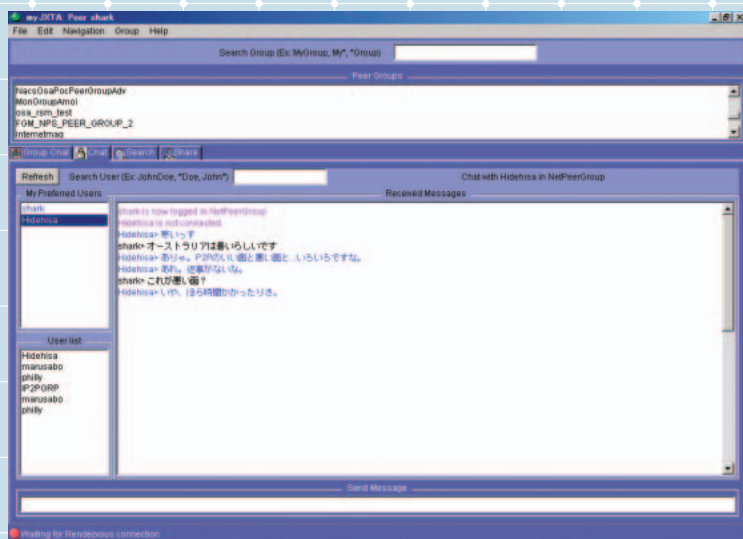 myJXTA: Peer shark
File Edit Navigation Group Help
Search Group (Ex: MyGroup, My*, *Group)
Peer Groups
NacsOsaPocPeerGroupAdv
MonGroupAmoi
osa_rsm_test
FGM_NPS_PEER_GROUP_2
internetmag
Group Chat Chat Search Share
Refresh Search User (Ex: JohnDoe, *Doe, John*) Chat with Hidehisa in NetPeerGroup
My Preferred Users
shark
Hidehisa
Received Messages
shark is now logged in NetPeerGroup
Hidehisa is not connected
Hidehisa> 寒いっす
shark> オーストラリアは暑いらしいです
Hidehisa> ありゃ。P2Pのいい面と悪い面と...いろいろですな。
Hidehisa> あれ。返事がないな。
shark> これが悪い面?
Hidehisa> いや、ほら時間かかったりさ。
User list
Hidehisa
marusabo
philly
IP2PGRP
marusabo
philly
Send Message
Waiting for Rendezvous connection